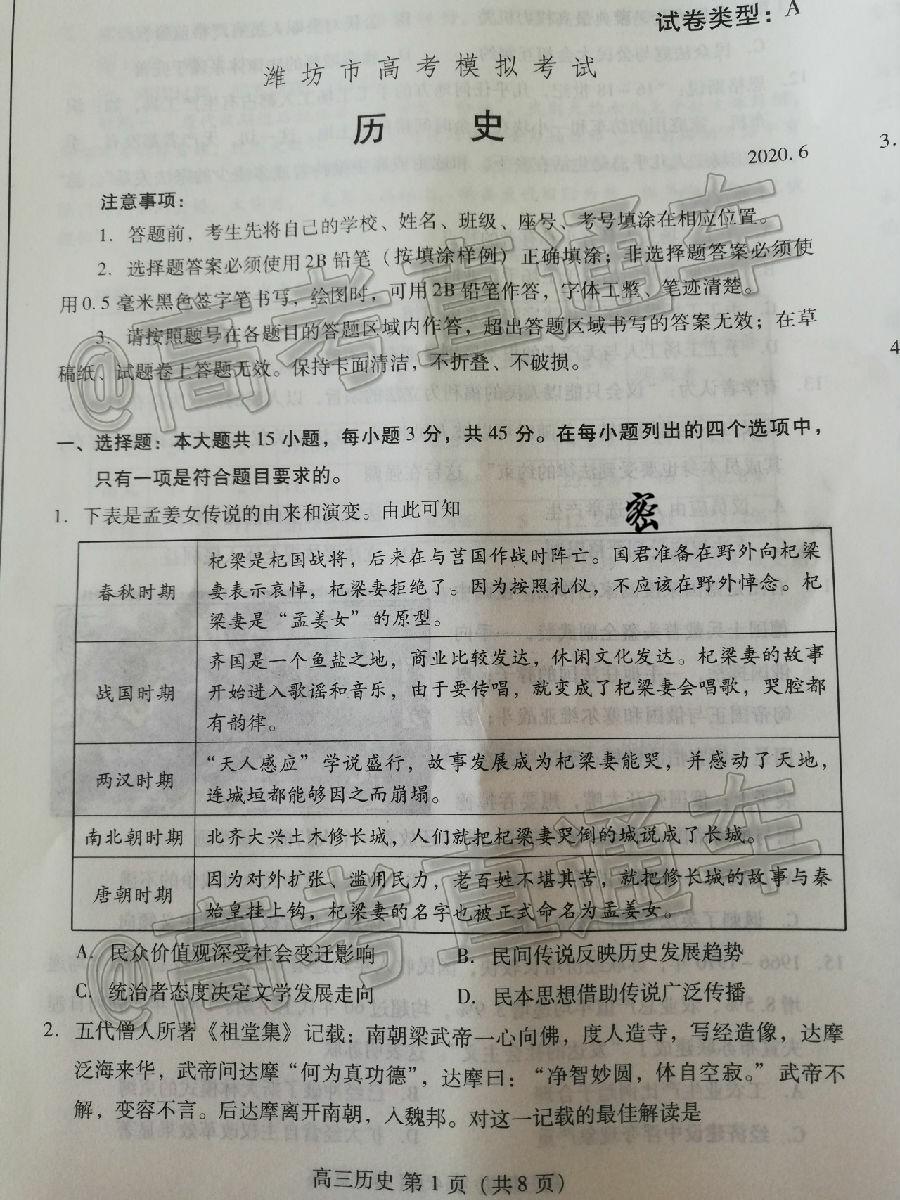 试卷类型：A
潍坊市高考模拟考试
历 史
2020.6
3.
注意事项：
1. 答题前，考生先将自己的学校、姓名、班级、座号、考号填涂在相应位置。
2. 选择题答案必须使用2B铅笔（按填涂样例）正确填涂；非选择题答案必须使
用0.5毫米黑色签字笔书写，绘图时，可用2B铅笔作答，字体工整、笔迹清楚。
3. 请按照题号在各题目的答题区域内作答，超出答题区域书写的答案无效；在草
稿纸、试题卷上答题无效。保持卡面清洁，不折叠、不破损。
4
一、选择题：本大题共15小题，每小题3分，共45分。在每小题列出的四个选项中，
只有一项是符合题目要求的。
1. 下表是孟姜女传说的由来和演变。由此可知
密
春秋时期
杞梁是杞国战将，后来在与莒国作战时阵亡。国君准备在野外向杞梁
妻表示哀悼，杞梁妻拒绝了。因为按照礼仪，不应该在野外悼念。杞
梁妻是“孟姜女”的原型。
战国时期
齐国是一个鱼盐之地，商业比较发达，休闲文化发达。杞梁妻的故事
开始进入歌谣和音乐，由于要传唱，就变成了杞梁妻会唱歌，哭腔都
有韵律。
两汉时期
“天人感应”学说盛行，故事发展成为杞梁妻能哭，并感动了天地，
连城垣都能够因之而崩塌。
南北朝时期
北齐大兴土木修长城，人们就把杞梁妻哭倒的城说成了长城。
唐朝时期
因为对外扩张、滥用民力，老百姓不堪其苦，就把修长城的故事与秦
始皇挂上钩，杞梁妻的名字也被正式命名为孟姜女。
A. 民众价值观深受社会变迁影响 B. 民间传说反映历史发展趋势
C. 统治者态度决定文学发展走向 D. 民本思想借助传说广泛传播
2. 五代僧人所著《祖堂集》记载：南朝梁武帝一心向佛，度人造寺，写经造像，达摩
泛海来华，武帝问达摩“何为真功德”，达摩曰：“净智妙圆，体自空寂。”武帝不
解，变容不言。后达摩离开南朝，入魏邦。对这一记载的最佳解读是
高三历史 第1页（共8页）
@高考直通车
@高考直通车